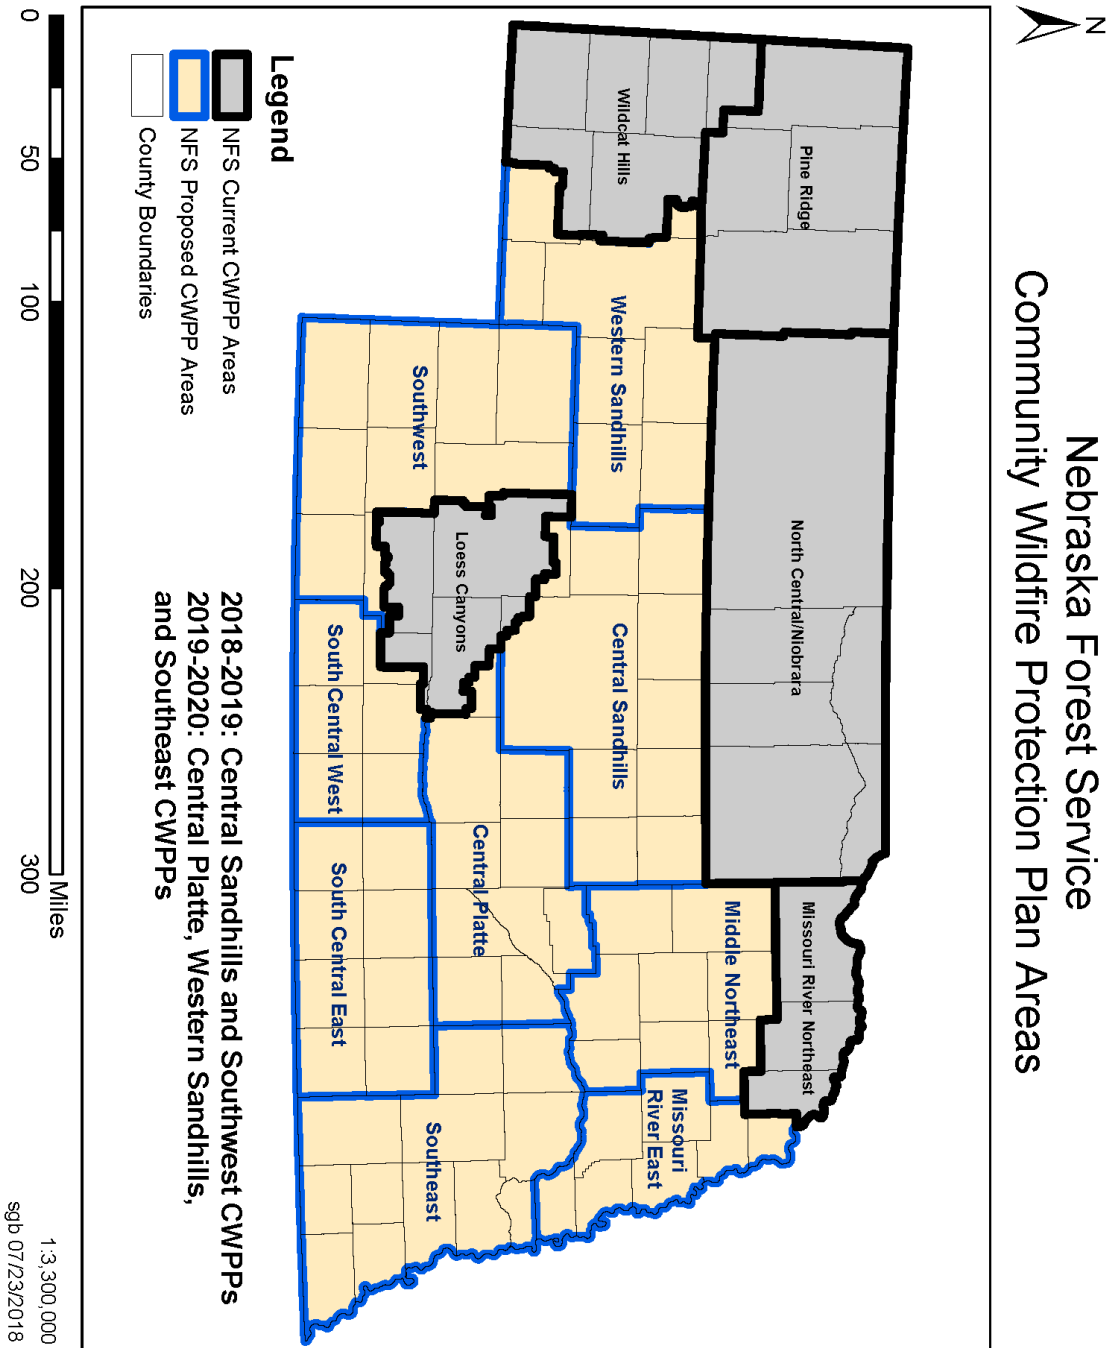 N
Nebraska Forest Service
Community Wildfire Protection Plan Areas
Pine Ridge
Wildcat Hills
North Central/Niobrara
Missouri River Northeast
Western Sandhills
Central Sandhills
Middle Northeast
Missouri
River East
Southwest
Loess Canyons
Central Platte
Southeast
South Central West
South Central East
Legend
NFS Current CWPP Areas
NFS Proposed CWPP Areas
County Boundaries
2018-2019: Central Sandhills and Southwest CWPPs
2019-2020: Central Platte, Western Sandhills,
and Southeast CWPPs
0 50 100 200 300
Miles
1:3,300,000
sgb 07/23/2018